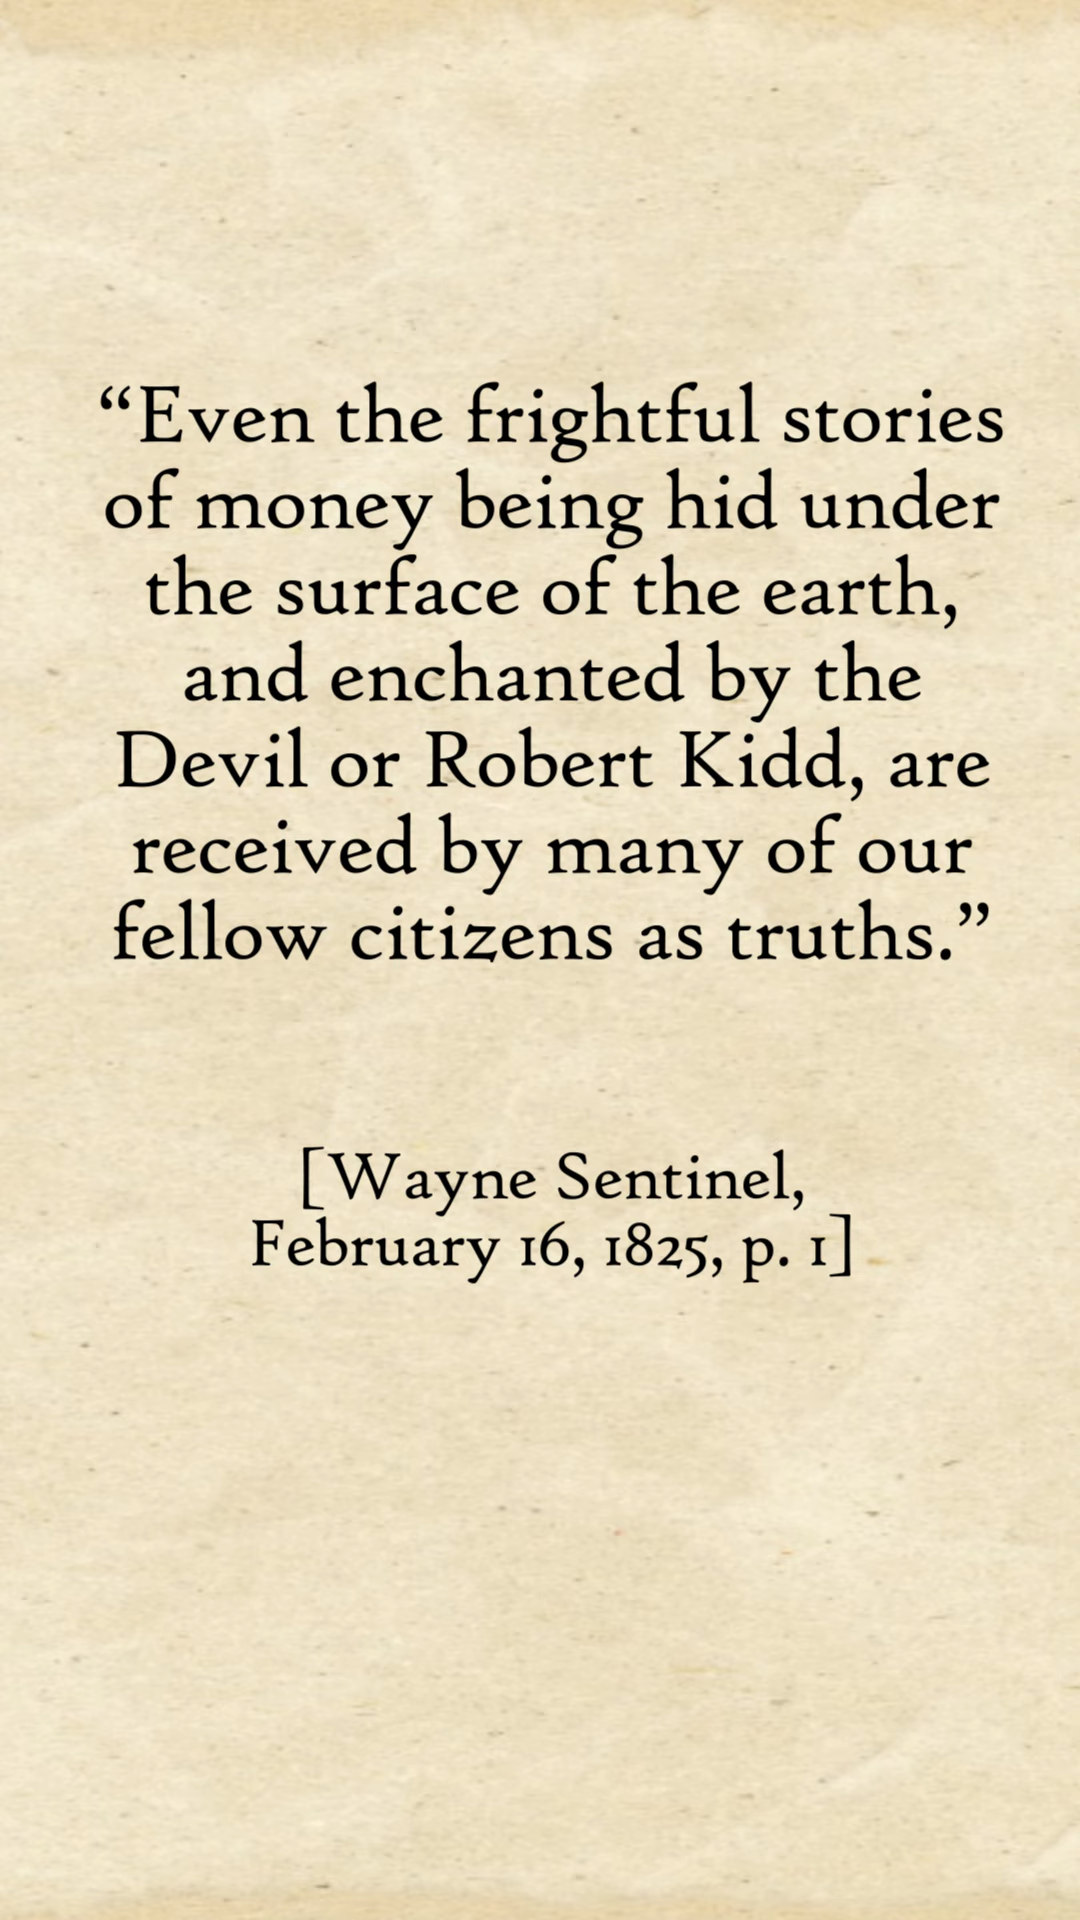 “Even the frightful stories
of money being hid under
the surface of the earth,
and enchanted by the
Devil or Robert Kidd, are
received by many of our
fellow citizens as truths.”
[Wayne Sentinel,
February 16, 1825, p. 1]